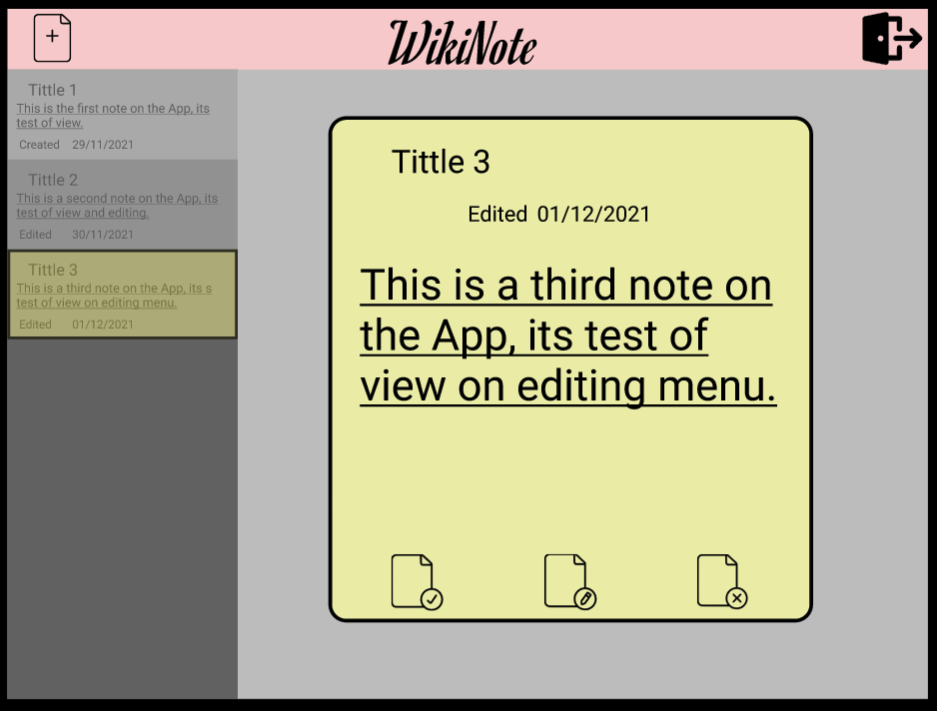 WikiNote
Tittle 1
This is the first note on the App, its
test of view.
Created 29/11/2021
Tittle 2
This is a second note on the App, its
test of view and editing.
Edited 30/11/2021
Tittle 3
This is a third note on the App, its s
test of view on editing menu.
Edited 01/12/2021
Tittle 3
Edited 01/12/2021
This is a third note on
the App, its test of
view on editing menu.